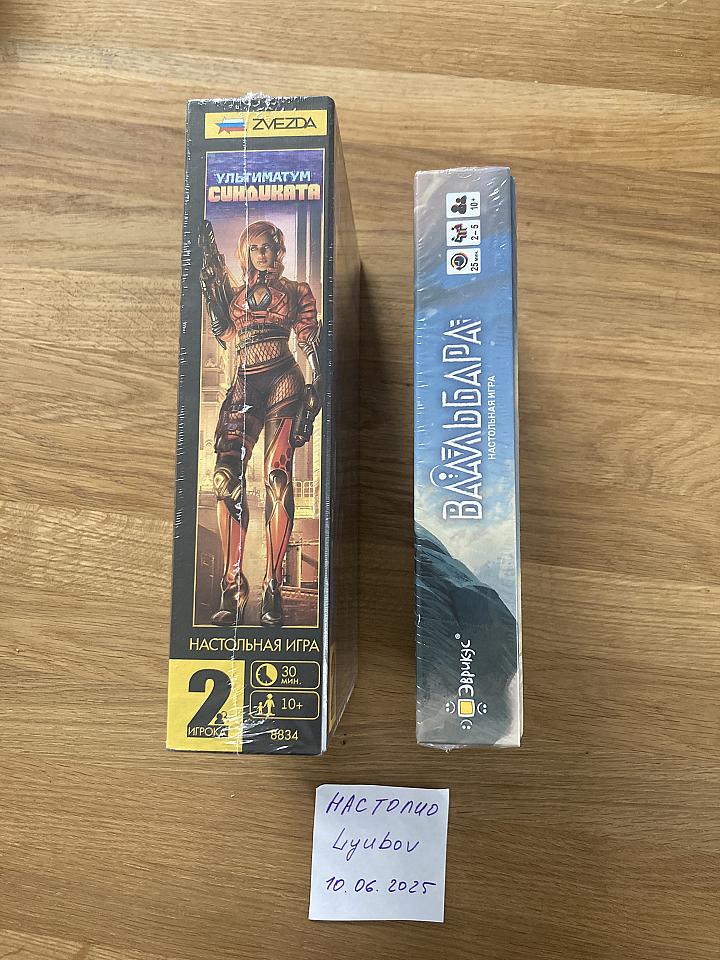 ZVEZDA
УЛЬТИМАТУМ
СИНДИКАТА
НАСТОЛЬНАЯ ИГРА
2
ИГРОКА
30
МИН.
10+
8834
25 мин.
2–5
10+
ВААЛЬБАРА
НАСТОЛЬНАЯ ИГРА
Эврикус®
НАСТОЛИО
Lyubov
10.06.2025